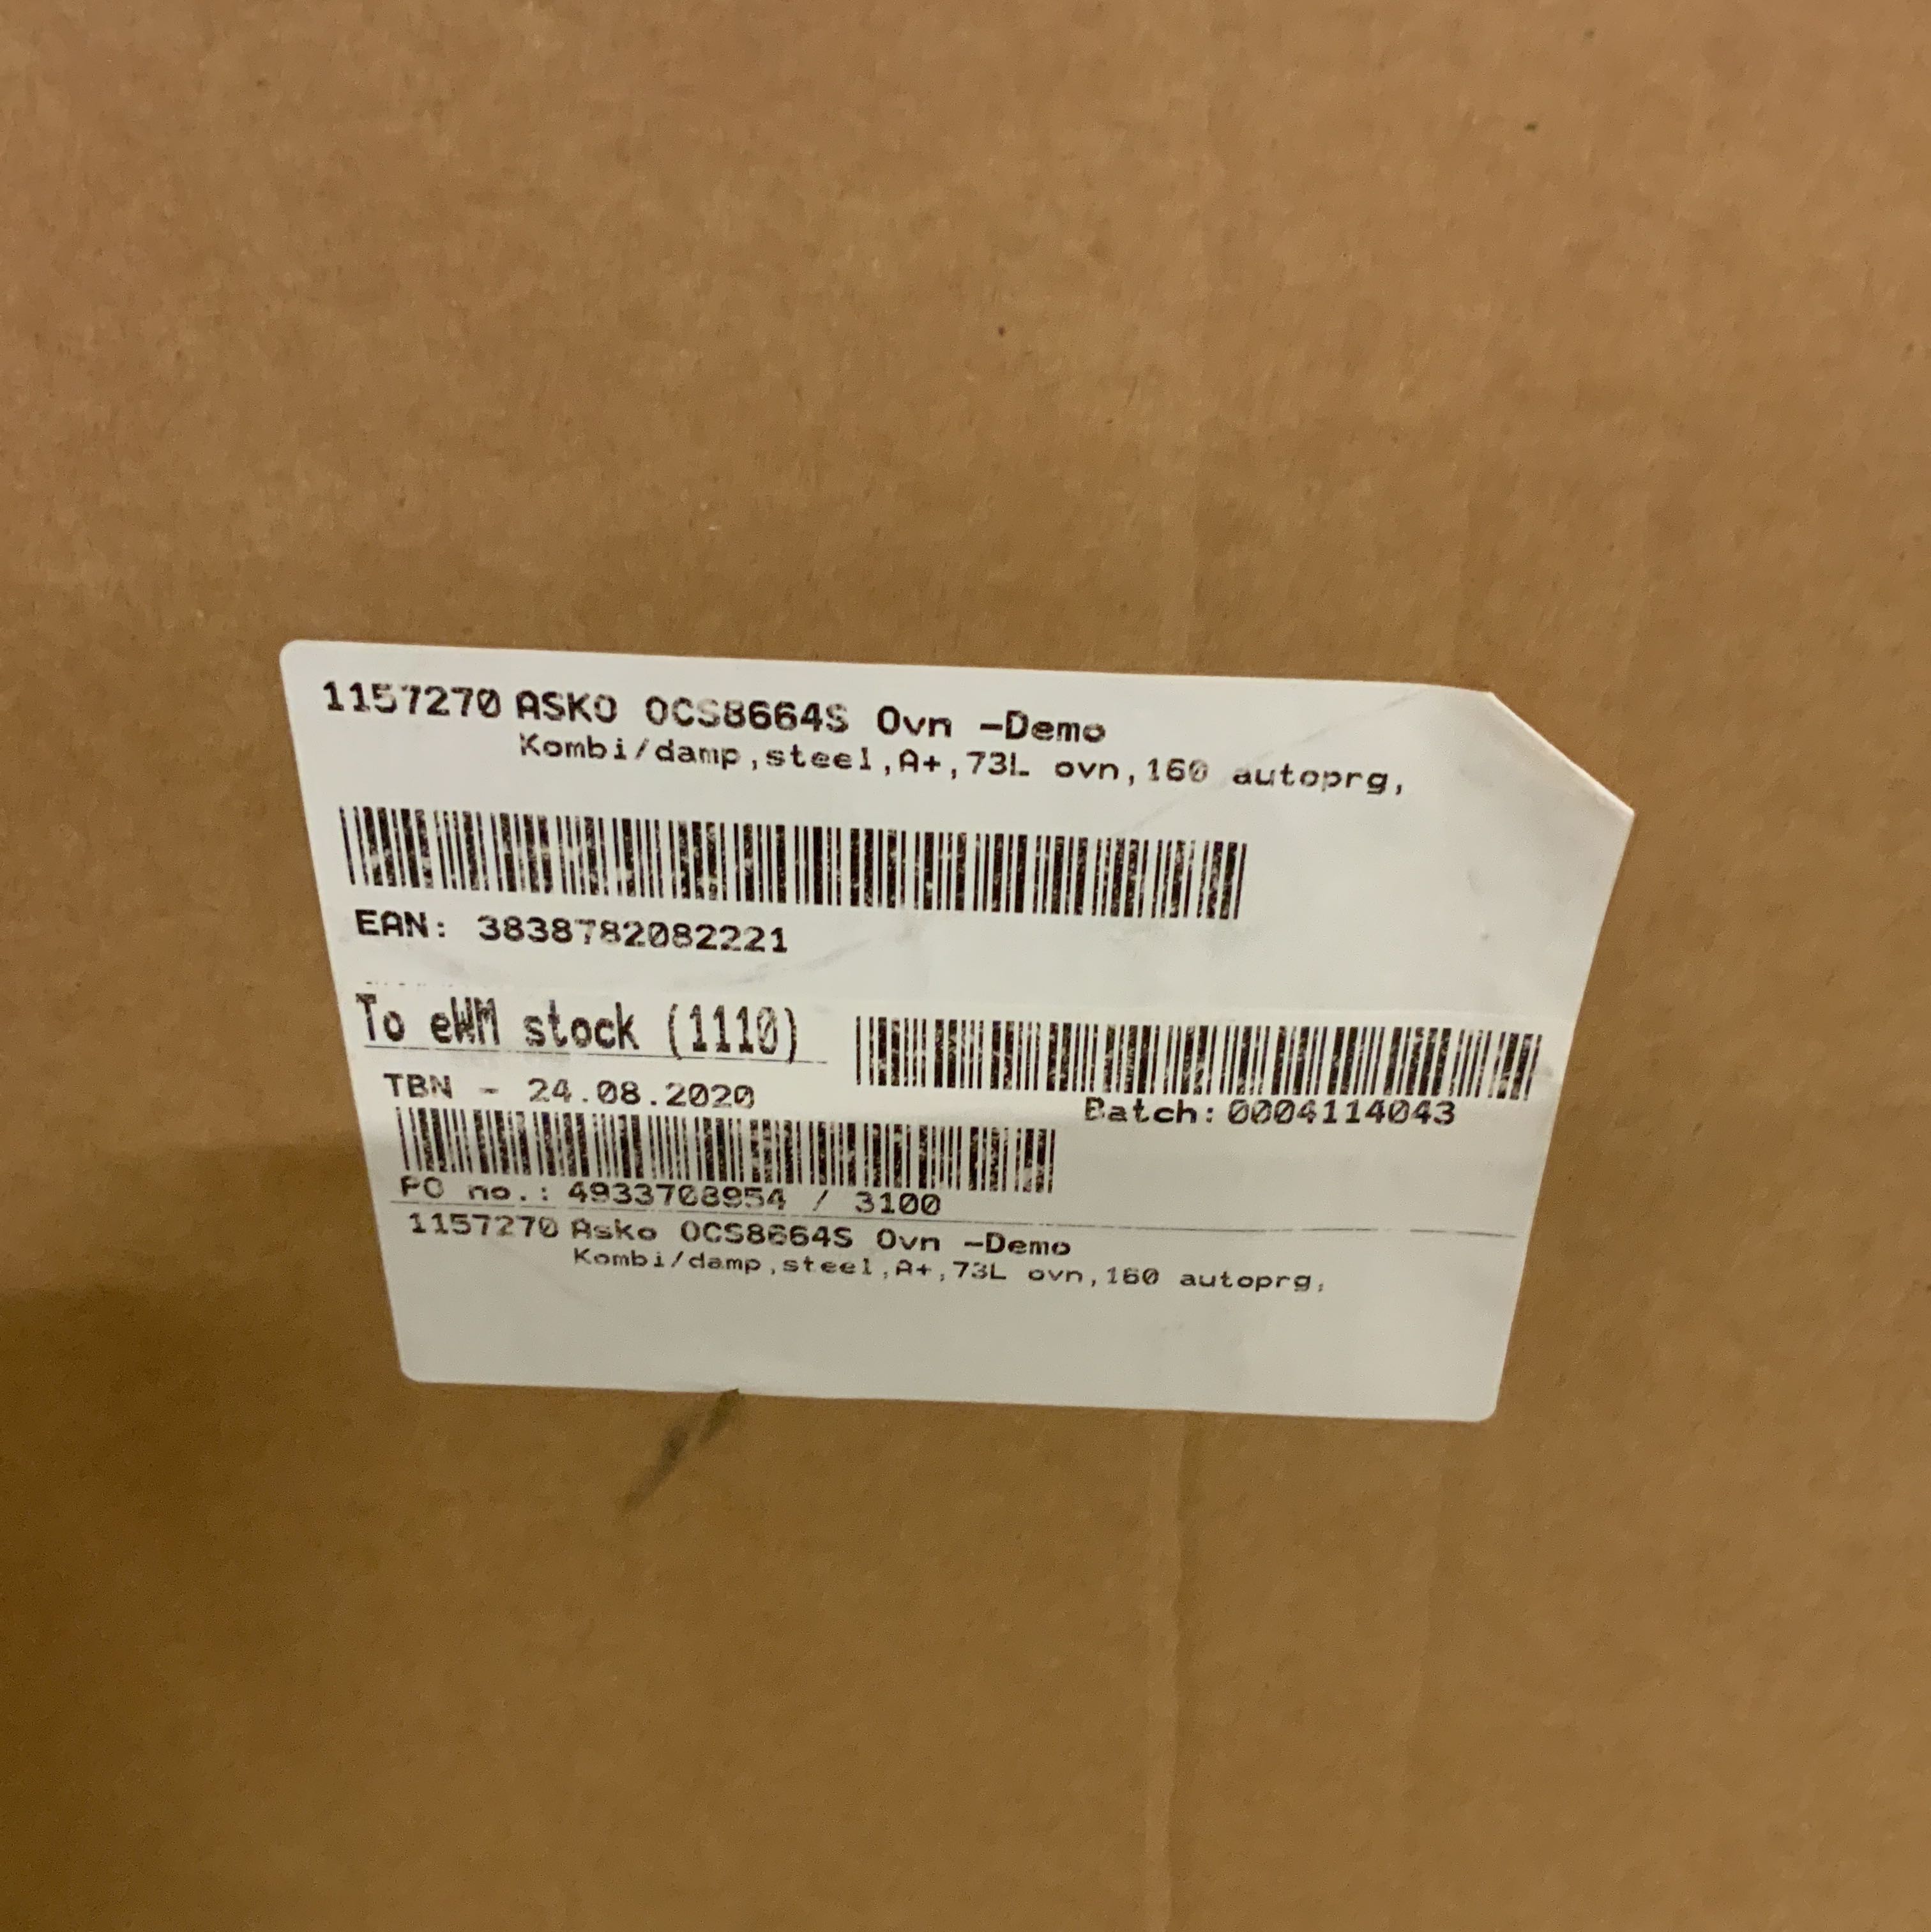 1157270 ASKO OCS8664S Ovn -Demo
Kombi/damp,steel,A+,73L ovn,160 autoprg,
EAN: 3838782082221
To eWM stock (1110)
TBN - 24.08.2020
Batch:0004114043
PO no.: 4933708954 / 3100
1157270 Asko OCS8664S Ovn -Demo
Kombi/damp,steel,A+,73L ovn,160 autoprg,